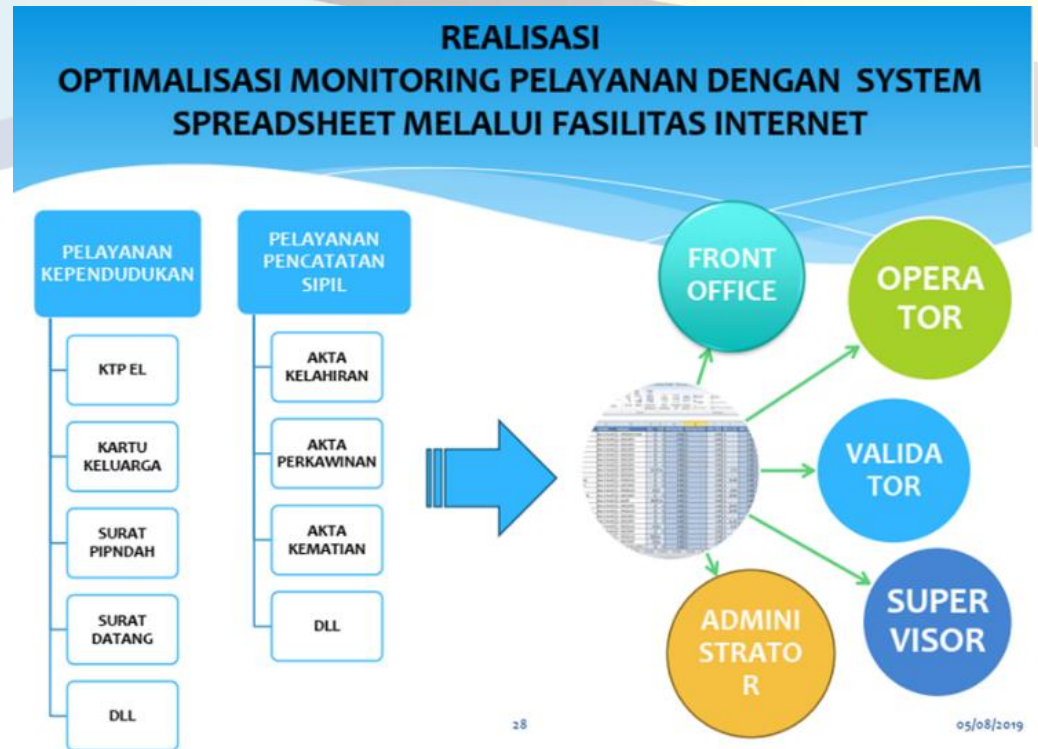 REALISASI
OPTIMALISASI MONITORING PELAYANAN DENGAN SYSTEM
SPREADSHEET MELALUI FASILITAS INTERNET
PELAYANAN
KEPENDUDUKAN
KTP EL
KARTU
KELUARGA
SURAT
PIPNDAH
SURAT
DATANG
DLL
PELAYANAN
PENCATATAN
SIPIL
AKTA
KELAHIRAN
AKTA
PERKAWINAN
AKTA
KEMATIAN
DLL
FRONT
OFFICE
OPERA
TOR
VALIDA
TOR
SUPER
VISOR
ADMINI
STRATO
R
28
05/08/2019